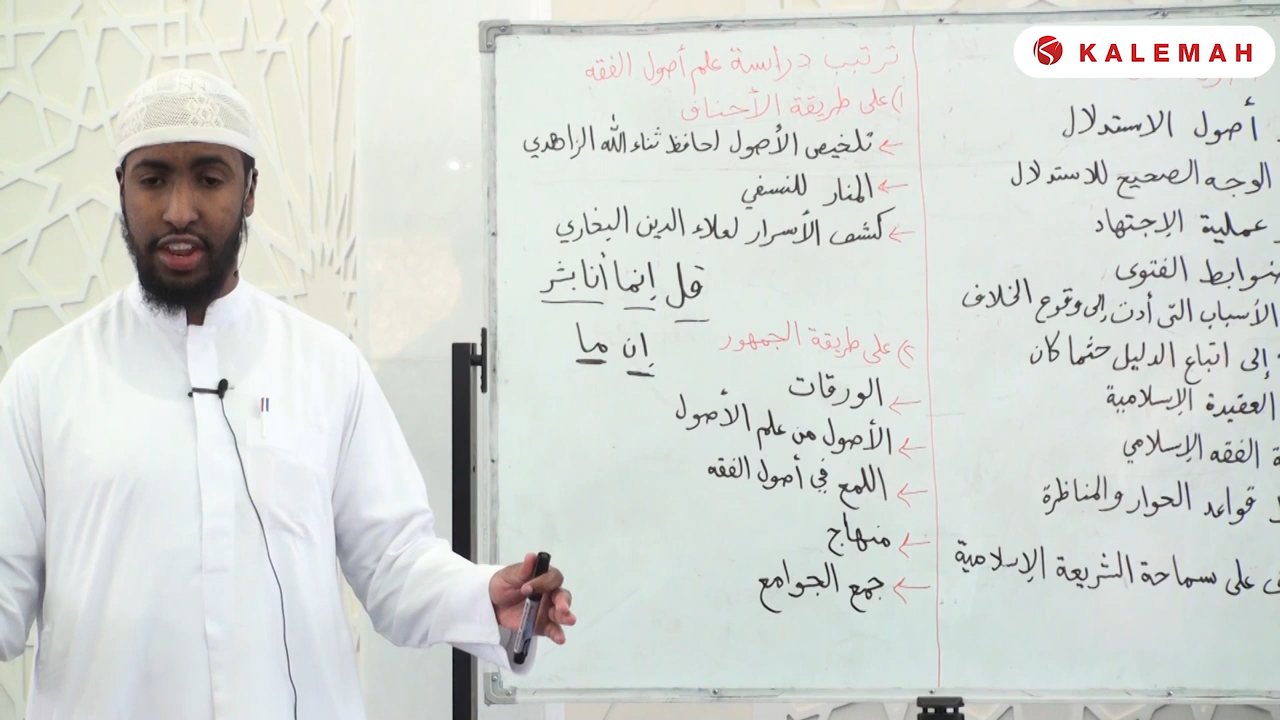 KALEMAH
أصول الاستدلال
الوجه الصحيح للاستدلال
عملية الإجتهاد
ضوابط الفتوى
الأسباب التي أدت إلى وقوع الخلاف
إلى اتباع الدليل حثما كان
العقيدة الإسلامية
الفقه الإسلامي
قواعد الحوار والمناظرة
على سماحة الشريعة الإسلامية
ترتيب دراسة علم أصول الفقه
١) على طريقة الأحناف
← تلخيص الأصول لحافظ ثناء الله الزاهدي
← المنار للنسفي
← كشف الأسرار لعلاء الدين البخاري
قل إنما أنا بشر
إن ما
٢) على طريقة الجمهور
← الورقات
← الأصول من علم الأصول
← اللمع في أصول الفقه
← منهاج
← جمع الجوامع